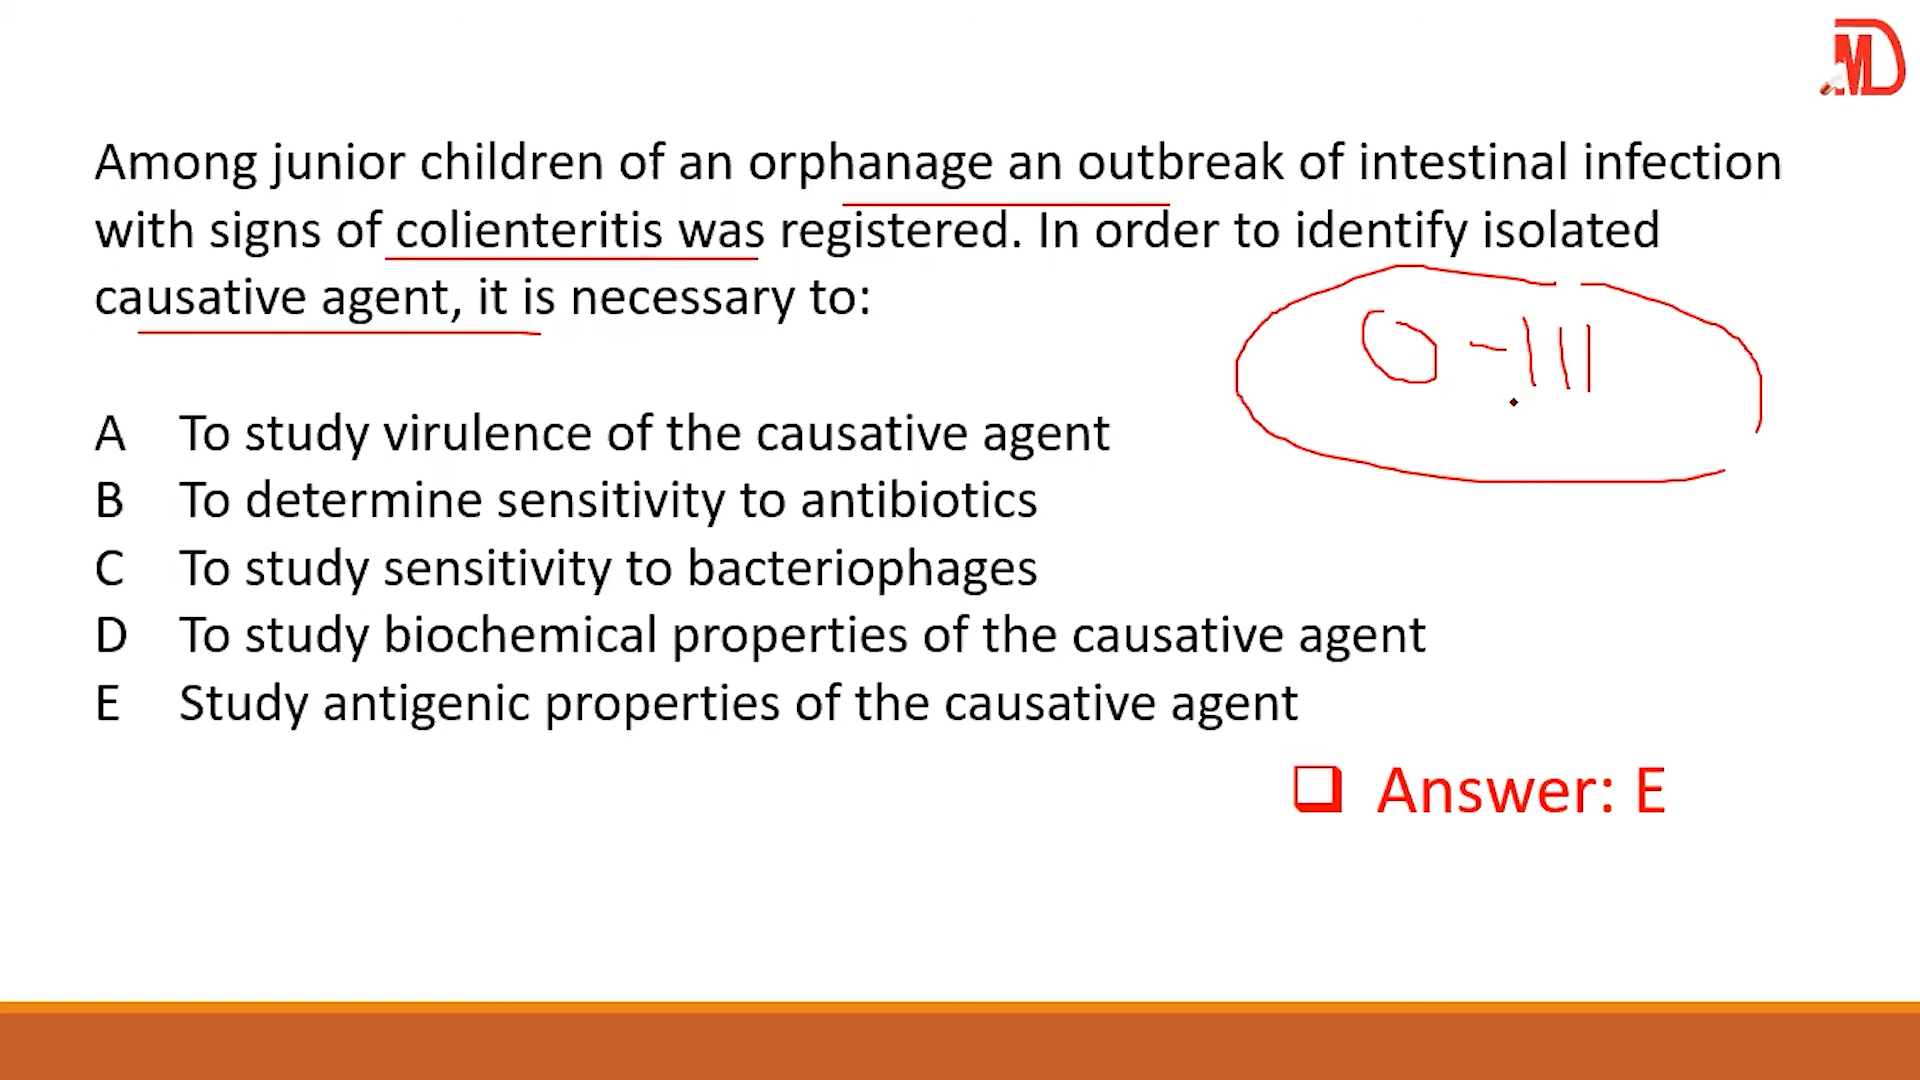 MD
Among junior children of an orphanage an outbreak of intestinal infection
with signs of colienteritis was registered. In order to identify isolated
causative agent, it is necessary to:
O-111
A To study virulence of the causative agent
B To determine sensitivity to antibiotics
C To study sensitivity to bacteriophages
D To study biochemical properties of the causative agent
E Study antigenic properties of the causative agent
Answer: E